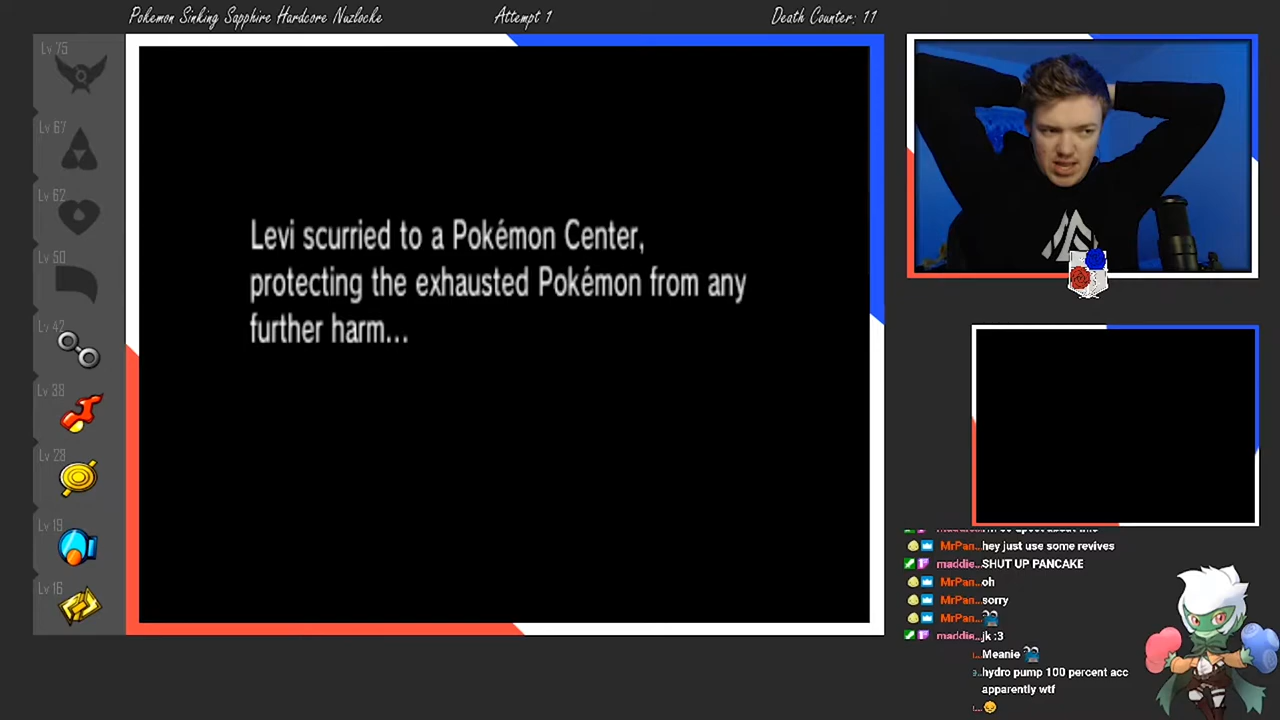 Pokemon Sinking Sapphire Hardcore Nuzlocke
Attempt 1
Death Counter: 11
Lv 75
Lv 67
Lv 62
Lv 50
Lv 42
Lv 38
Lv 28
Lv 19
Lv 16
Levi scurried to a Pokémon Center,
protecting the exhausted Pokémon from any
further harm...
MrPan...hey just use some revives
maddie...SHUT UP PANCAKE
MrPan...oh
MrPan...sorry
MrPan...
maddie...jk :3
Meanie
hydro pump 100 percent acc
apparently wtf